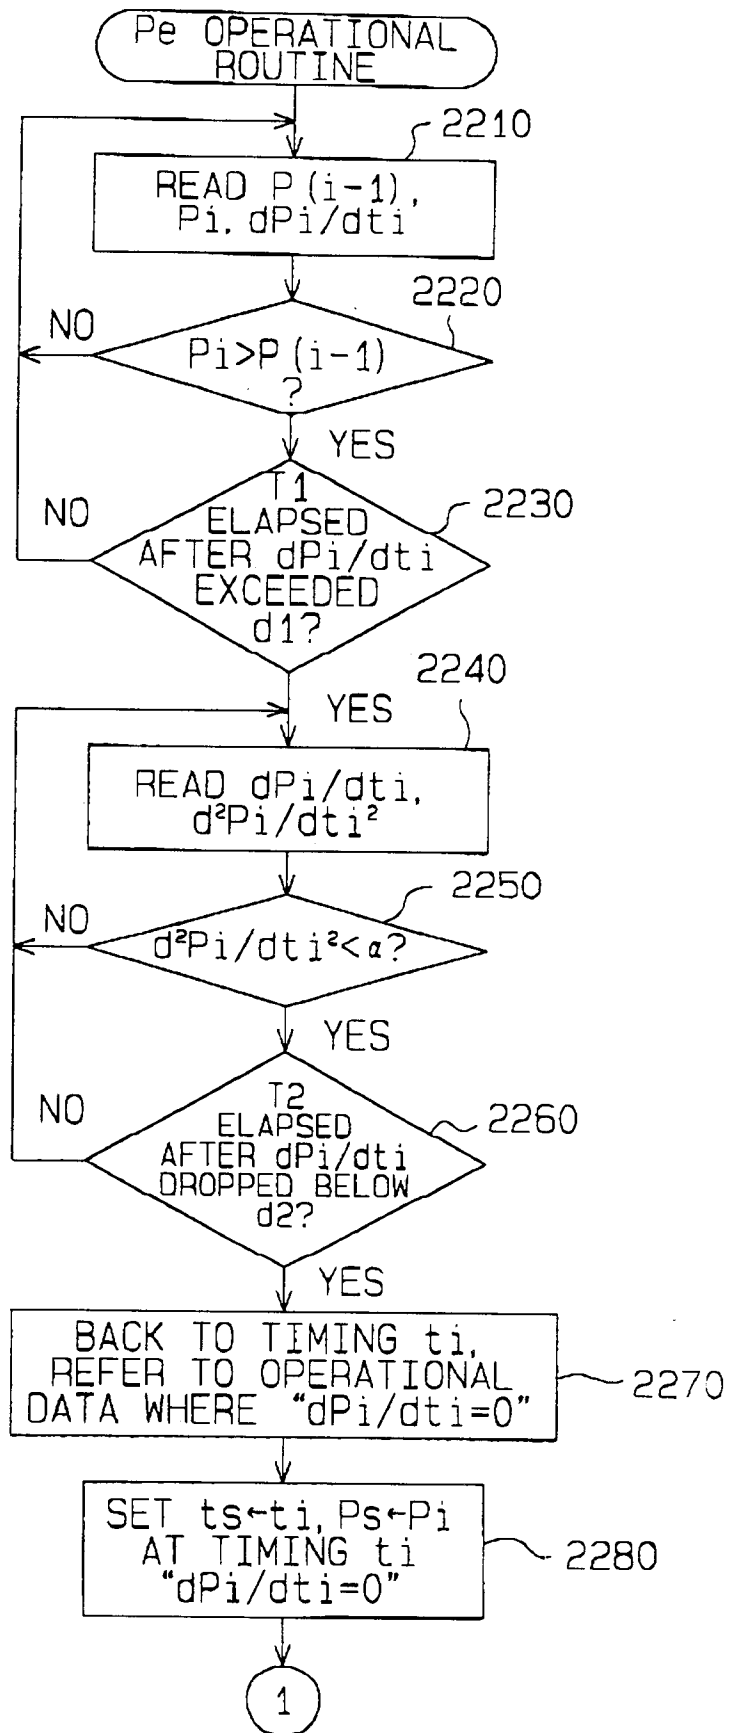 Pe OPERATIONAL
ROUTINE
2210
READ P(i-1),
Pi, dPi/dti
2220
NO
Pi>P(i-1)
?
YES
2230
NO
T1
ELAPSED
AFTER dPi/dti
EXCEEDED
d1?
2240
YES
READ dPi/dti,
d²Pi/dti²
2250
NO
d²Pi/dti²<α?
YES
NO
T2
ELAPSED
AFTER dPi/dti
DROPPED BELOW
d2?
2260
YES
BACK TO TIMING ti,
REFER TO OPERATIONAL
DATA WHERE “dPi/dti=0”
2270
SET ts←ti, Ps←Pi
AT TIMING ti
“dPi/dti=0”
2280
1